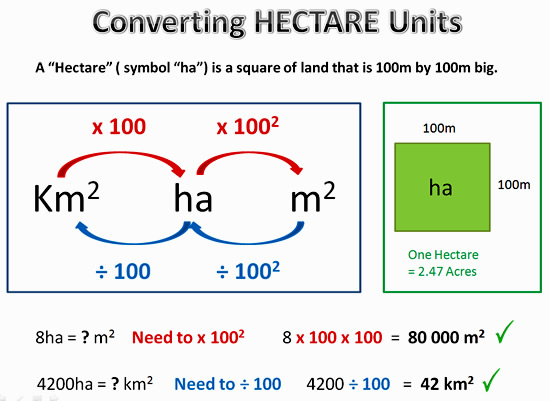 Converting HECTARE Units
A “Hectare” ( symbol “ha”) is a square of land that is 100m by 100m big.
x 100 x 100²
Km² ha m²
÷ 100 ÷ 100²
100m
ha 100m
One Hectare
= 2.47 Acres
8ha = ? m² Need to x 100² 8 x 100 x 100 = 80 000 m² ✓
4200ha = ? km² Need to ÷ 100 4200 ÷ 100 = 42 km² ✓